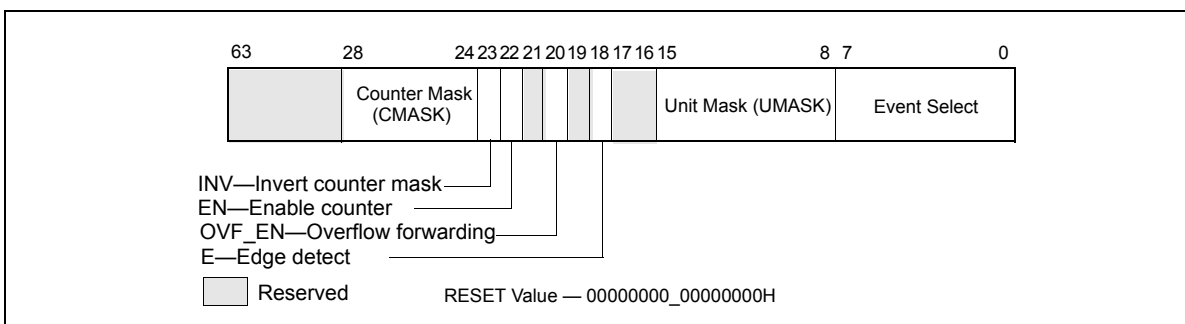 63 28 24 23 22 21 20 19 18 17 16 15 8 7 0
Counter Mask
(CMASK)
Unit Mask (UMASK)
Event Select
INV—Invert counter mask
EN—Enable counter
OVF_EN—Overflow forwarding
E—Edge detect
Reserved
RESET Value — 00000000_00000000H